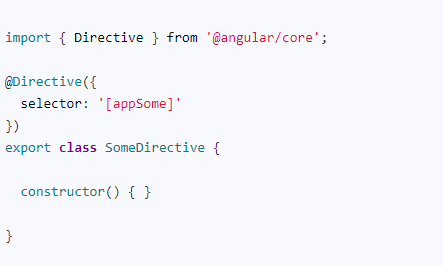 import { Directive } from '@angular/core';
@Directive({
  selector: '[appSome]'
})
export class SomeDirective {
  constructor() { }
}